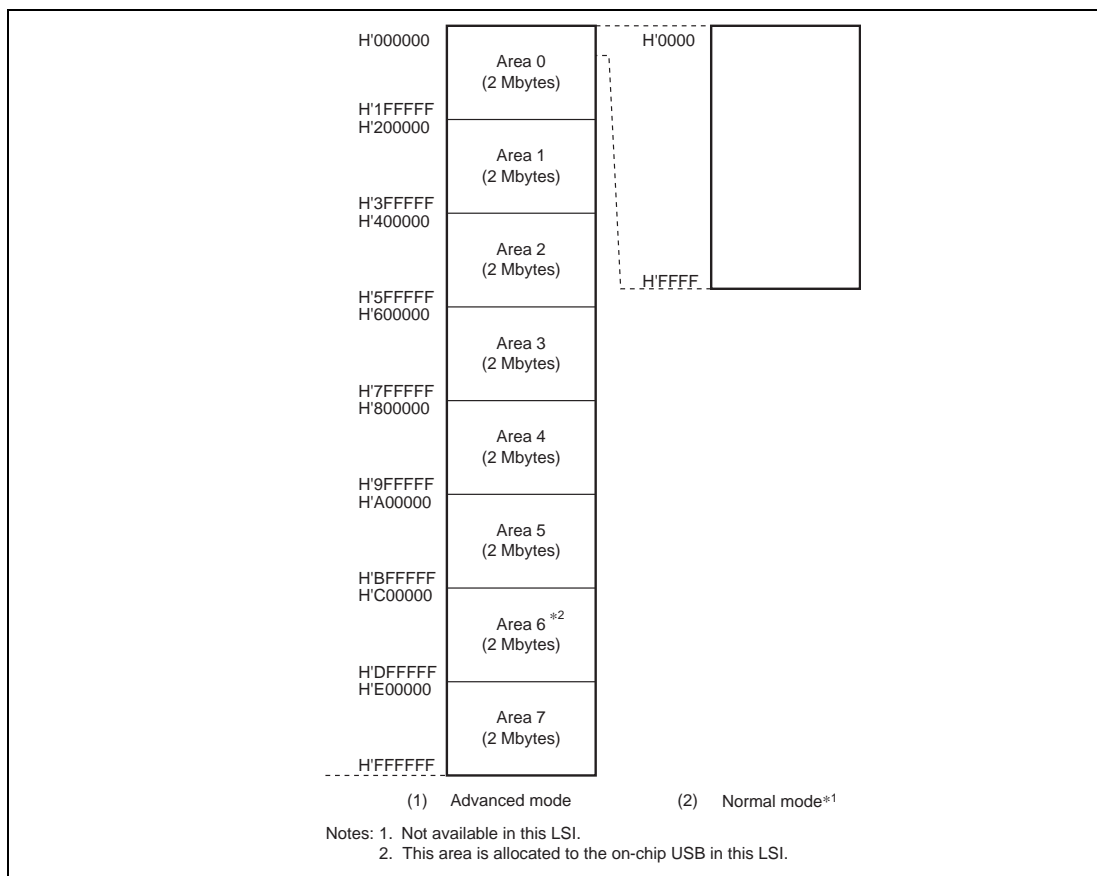 H'000000
Area 0
(2 Mbytes)
H'1FFFFF
H'200000
Area 1
(2 Mbytes)
H'3FFFFF
H'400000
Area 2
(2 Mbytes)
H'5FFFFF
H'600000
Area 3
(2 Mbytes)
H'7FFFFF
H'800000
Area 4
(2 Mbytes)
H'9FFFFF
H'A00000
Area 5
(2 Mbytes)
H'BFFFFF
H'C00000
Area 6 *2
(2 Mbytes)
H'DFFFFF
H'E00000
Area 7
(2 Mbytes)
H'FFFFFF
(1) Advanced mode
H'0000
H'FFFF
(2) Normal mode*1
Notes: 1. Not available in this LSI.
2. This area is allocated to the on-chip USB in this LSI.